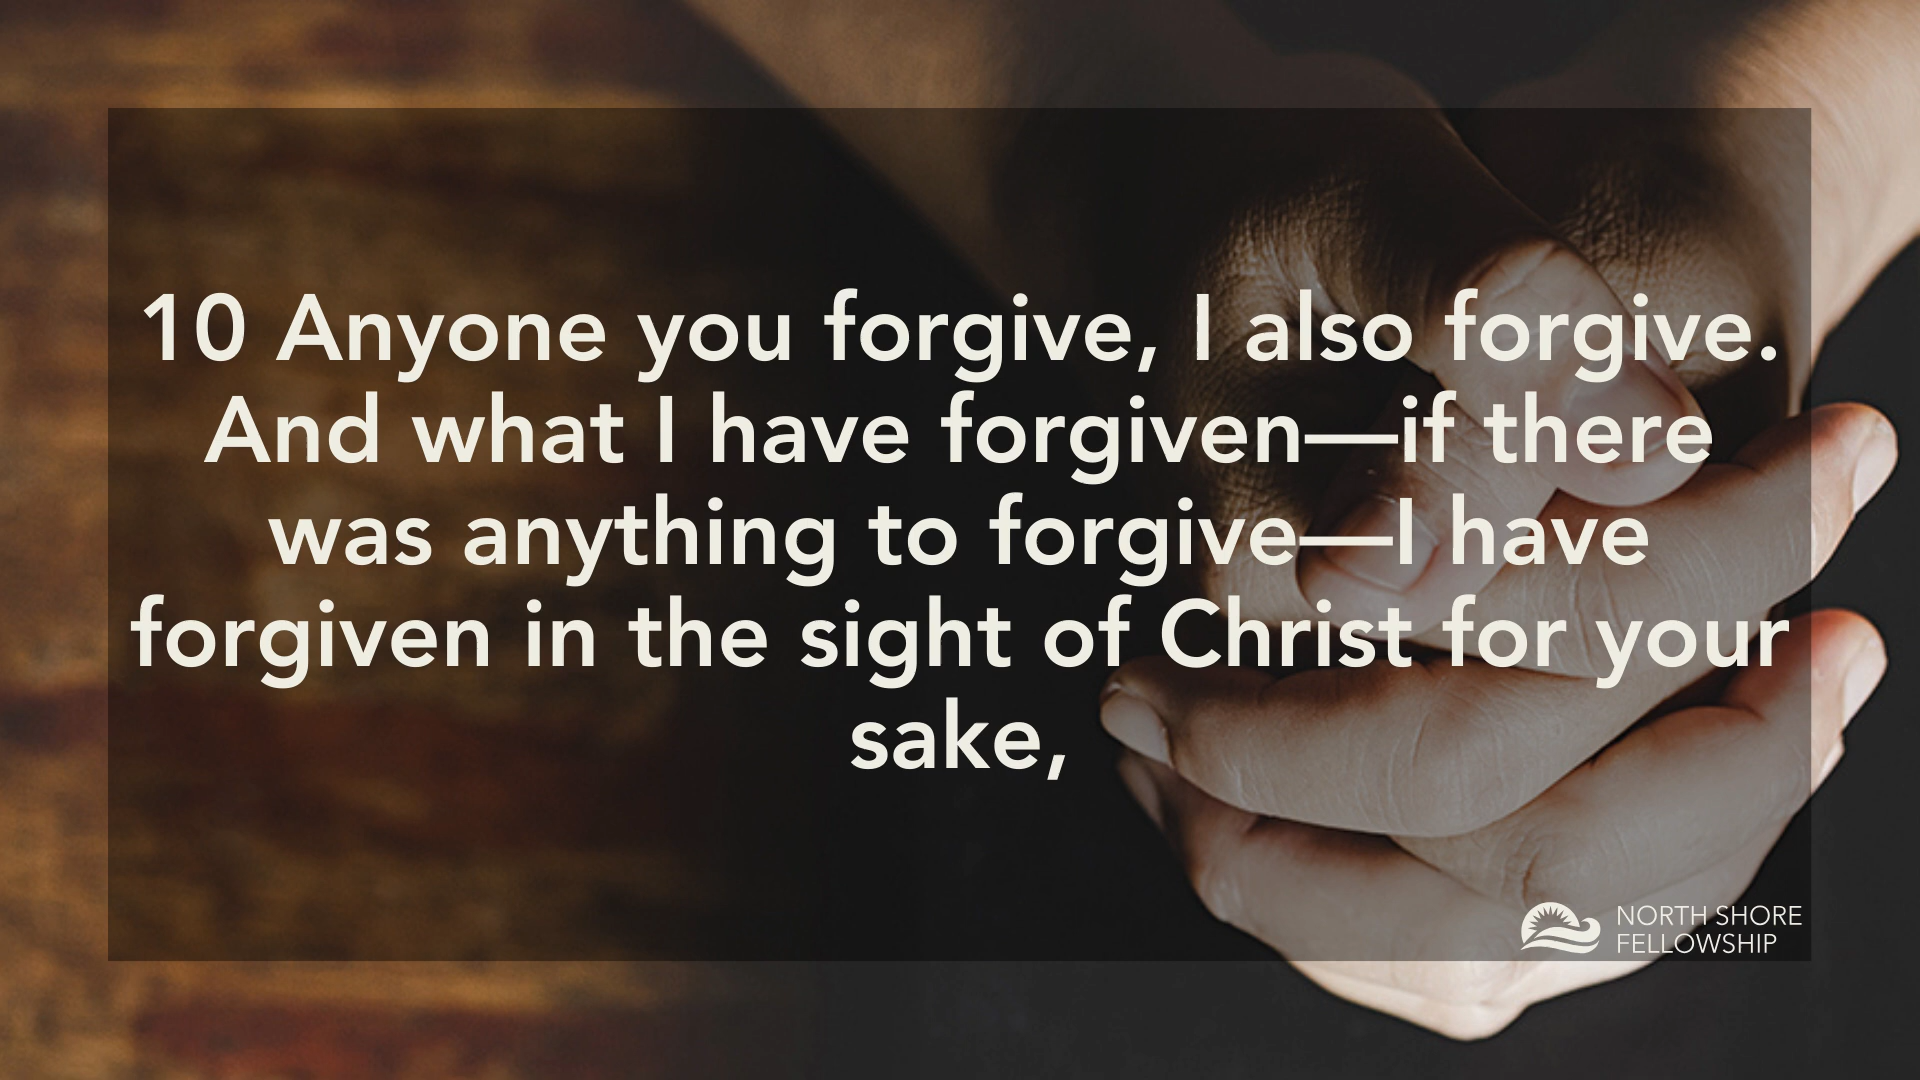 10 Anyone you forgive, I also forgive.
And what I have forgiven—if there
was anything to forgive—I have
forgiven in the sight of Christ for your
sake,
NORTH SHORE
FELLOWSHIP